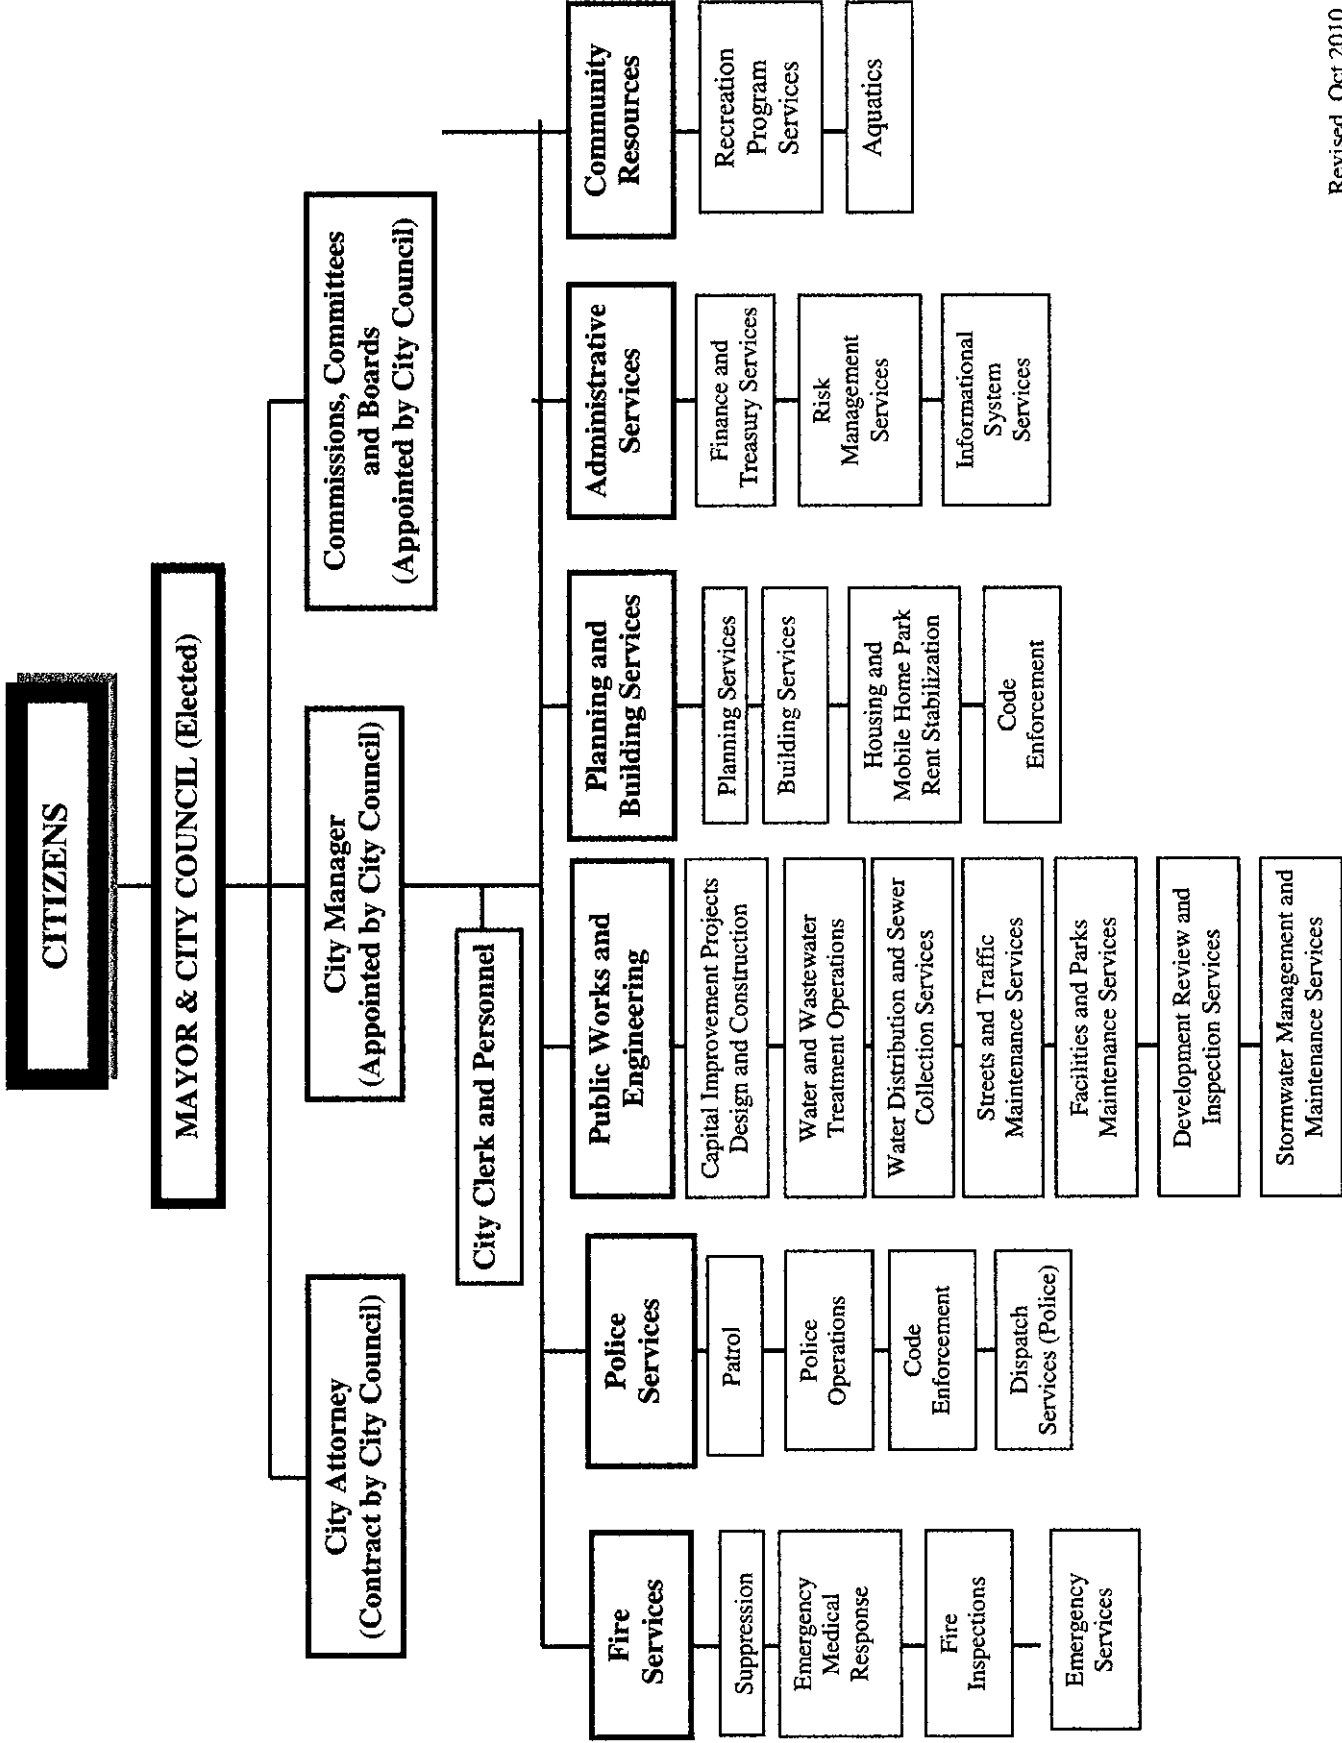 CITIZENS
MAYOR & CITY COUNCIL (Elected)
City Attorney
(Contract by City Council)
City Manager
(Appointed by City Council)
Commissions, Committees
and Boards
(Appointed by City Council)
City Clerk and Personnel
Fire
Services
Suppression
Emergency
Medical
Response
Fire
Inspections
Emergency
Services
Police
Services
Patrol
Police
Operations
Code
Enforcement
Dispatch
Services (Police)
Public Works and
Engineering
Capital Improvement Projects
Design and Construction
Water and Wastewater
Treatment Operations
Water Distribution and Sewer
Collection Services
Streets and Traffic
Maintenance Services
Facilities and Parks
Maintenance Services
Development Review and
Inspection Services
Stormwater Management and
Maintenance Services
Planning and
Building Services
Planning Services
Building Services
Housing and
Mobile Home Park
Rent Stabilization
Code
Enforcement
Administrative
Services
Finance and
Treasury Services
Risk
Management
Services
Informational
System
Services
Community
Resources
Recreation
Program
Services
Aquatics
Revised Oct 2010